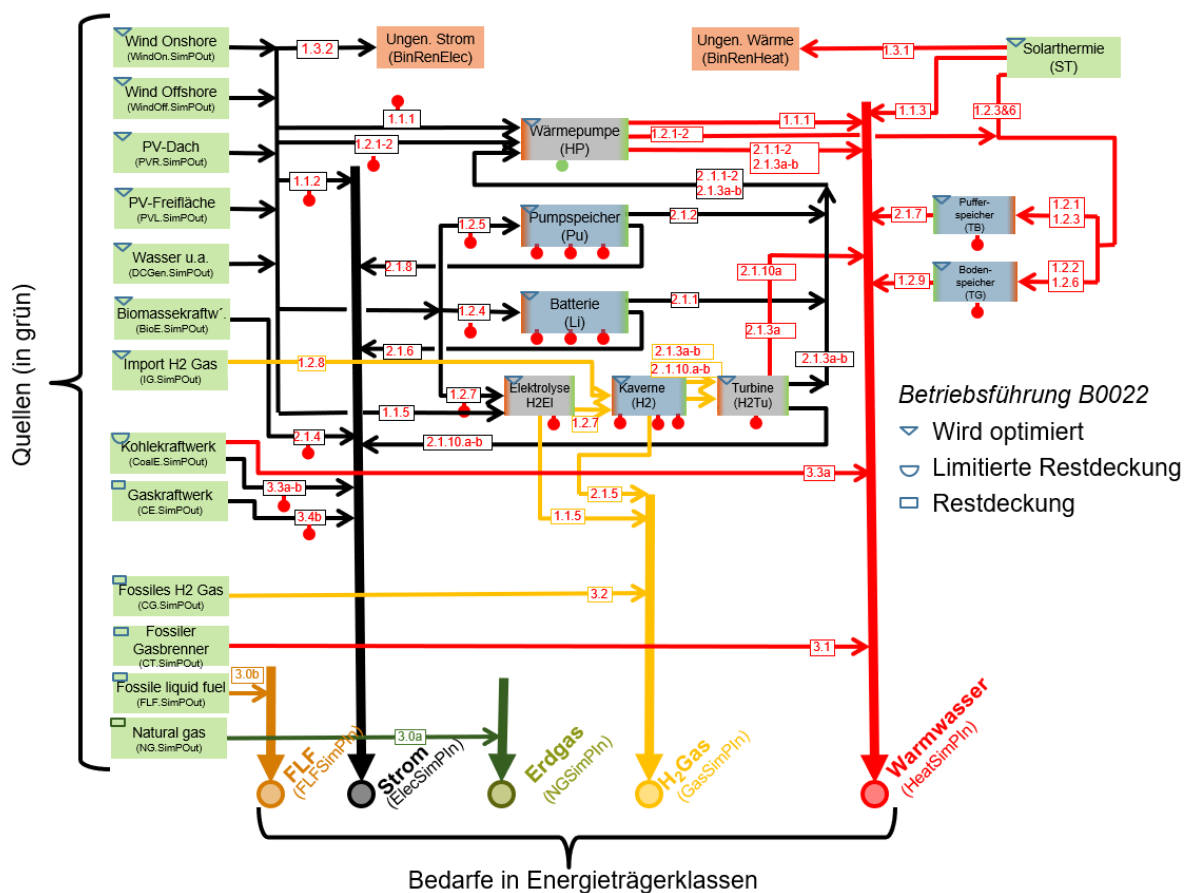 Quellen (in grün)
Wind Onshore
(WindOn.SimPOut)
Wind Offshore
(WindOff.SimPOut)
PV-Dach
(PVR.SimPOut)
PV-Freifläche
(PVL.SimPOut)
Wasser u.a.
(DCGen.SimPOut)
Biomassekraftw´.
(BioE.SimPOut)
Import H2 Gas
(IG.SimPOut)
Kohlekraftwerk
(CoalE.SimPOut)
Gaskraftwerk
(CE.SimPOut)
Fossiles H2 Gas
(CG.SimPOut)
Fossiler
Gasbrenner
(CT.SimPOut)
Fossile liquid fuel
(FLF.SimPOut)
Natural gas
(NG.SimPOut)
1.3.2
Ungen. Strom
(BinRenElec)
Ungen. Wärme
(BinRenHeat)
1.3.1
Solarthermie
(ST)
1.1.1
1.2.1-2
1.1.2
Wärmepumpe
(HP)
1.1.1
1.2.1-2
2.1.1-2
2.1.3a-b
1.1.3
1.2.3&6
2 .1.1-2
2.1.3a-b
1.2.5
Pumpspeicher
(Pu)
2.1.2
2.1.8
2.1.7
Puffer-
speicher
(TB)
1.2.1
1.2.3
1.2.4
Batterie
(Li)
2.1.1
2.1.6
2.1.10a
1.2.9
Boden-
speicher
(TG)
1.2.2
1.2.6
1.2.8
2.1.3a-b
2.1.10.a-b
2.1.3a
2.1.3a-b
1.2.7
Elektrolyse
H2El
1.2.7
Kaverne
(H2)
Turbine
(H2Tu)
1.1.5
2.1.4
2.1.10.a-b
3.3a
3.3a-b
3.4b
2.1.5
1.1.5
3.2
3.1
3.0b
3.0a
Betriebsführung B0022
Wird optimiert
Limitierte Restdeckung
Restdeckung
FLF
(FLFSimPIn)
Strom
(ElecSimPIn)
Erdgas
(NGSimPIn)
H₂Gas
(GasSimPIn)
Warmwasser
(HeatSimPIn)
Bedarfe in Energieträgerklassen